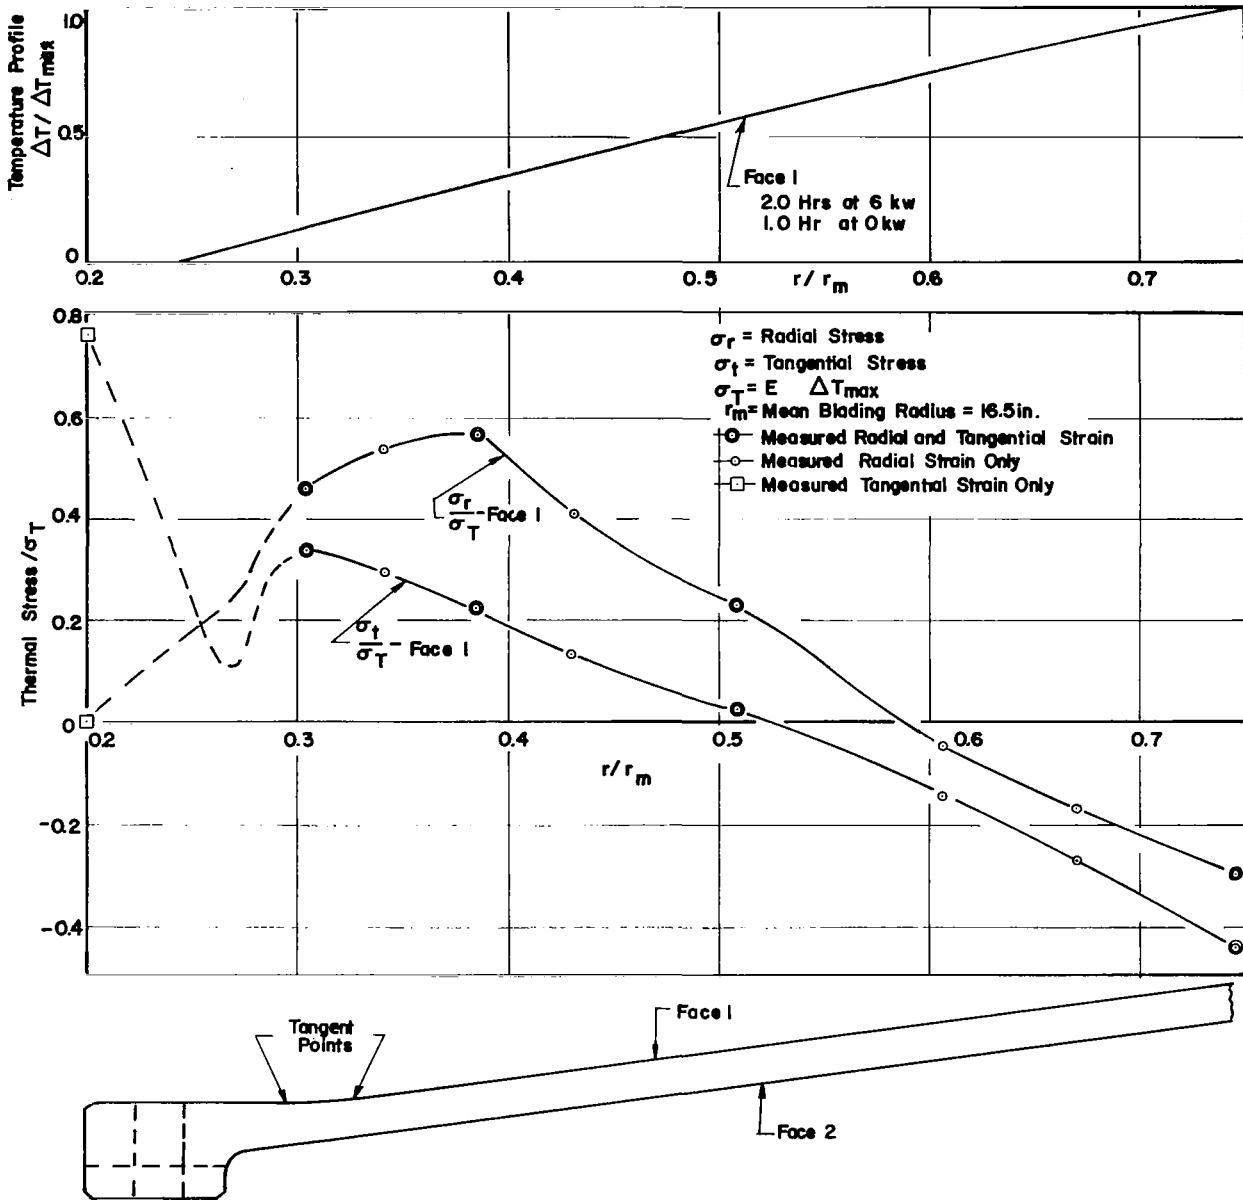 Temperature Profile
ΔT / ΔTmax
1.0
0.5
0
0.2 0.3 0.4 0.5 r/rm 0.6 0.7
Face 1
2.0 Hrs at 6 kw
1.0 Hr at 0 kw
Thermal Stress /σT
0.8
0.6
0.4
0.2
0
-0.2
-0.4
σr = Radial Stress
σt = Tangential Stress
σT = E ΔTmax
rm = Mean Blading Radius = 16.5 in.
Measured Radial and Tangential Strain
Measured Radial Strain Only
Measured Tangential Strain Only
σr/σT - Face 1
σt/σT - Face 1
0.2 0.3 0.4 0.5 0.6 0.7
r/rm
Tangent
Points
Face 1
Face 2